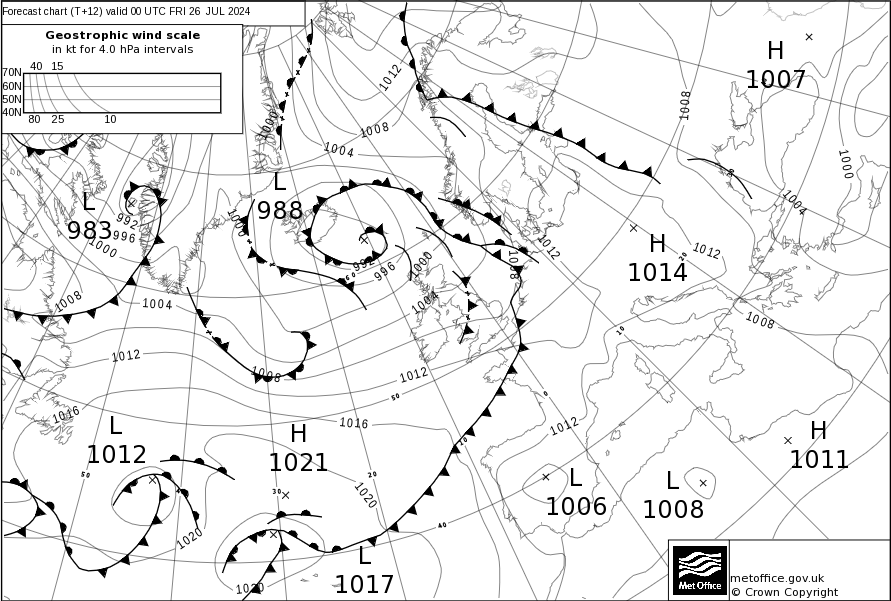 Forecast chart (T+12) valid 00 UTC FRI 26 JUL 2024
Geostrophic wind scale
in kt for 4.0 hPa intervals
40 15
70N
60N
50N
40N
80 25 10
H
1007
1012
1008
1000
1008
1004
1000
L
988
L
983
992
996
1000
1000
1004
1012
H
1014
1012
1008
992
996
1000
1004
60
20
1008
1004
1008
10
1012
1008
1012
50
0
1016
1016
1012
L
1012
H
1021
H
1011
10
50
20
30
40
1020
L
1006
L
1008
40
1020
L
1017
1020
Met Office
metoffice.gov.uk
© Crown Copyright